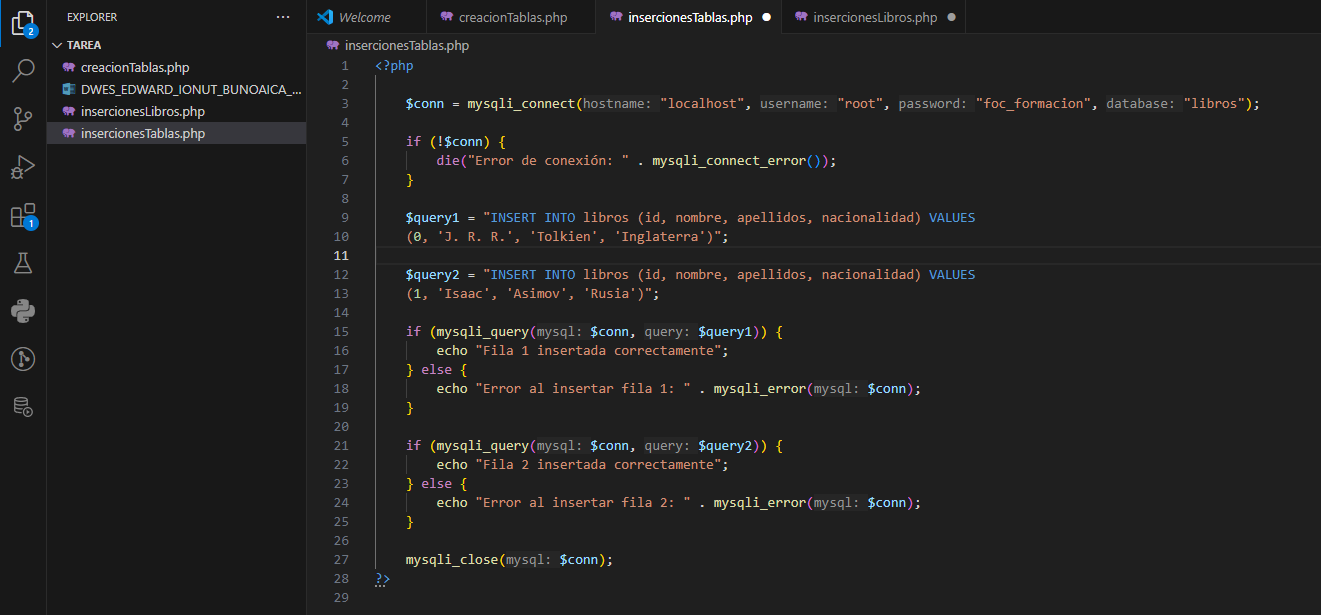 EXPLORER
TAREA
creacionTablas.php
DWES_EDWARD_IONUT_BUNOAICA_...
insercionesLibros.php
insercionesTablas.php
2
1
Welcome creacionTablas.php insercionesTablas.php insercionesLibros.php
insercionesTablas.php
1 <?php
2
3 $conn = mysqli_connect(hostname: "localhost", username: "root", password: "foc_formacion", database: "libros");
4
5 if (!$conn) {
6 die("Error de conexión: " . mysqli_connect_error());
7 }
8
9 $query1 = "INSERT INTO libros (id, nombre, apellidos, nacionalidad) VALUES
10 (0, 'J. R. R.', 'Tolkien', 'Inglaterra')";
11
12 $query2 = "INSERT INTO libros (id, nombre, apellidos, nacionalidad) VALUES
13 (1, 'Isaac', 'Asimov', 'Rusia')";
14
15 if (mysqli_query(mysql: $conn, query: $query1)) {
16 echo "Fila 1 insertada correctamente";
17 } else {
18 echo "Error al insertar fila 1: " . mysqli_error(mysql: $conn);
19 }
20
21 if (mysqli_query(mysql: $conn, query: $query2)) {
22 echo "Fila 2 insertada correctamente";
23 } else {
24 echo "Error al insertar fila 2: " . mysqli_error(mysql: $conn);
25 }
26
27 mysqli_close(mysql: $conn);
28 ?>
29